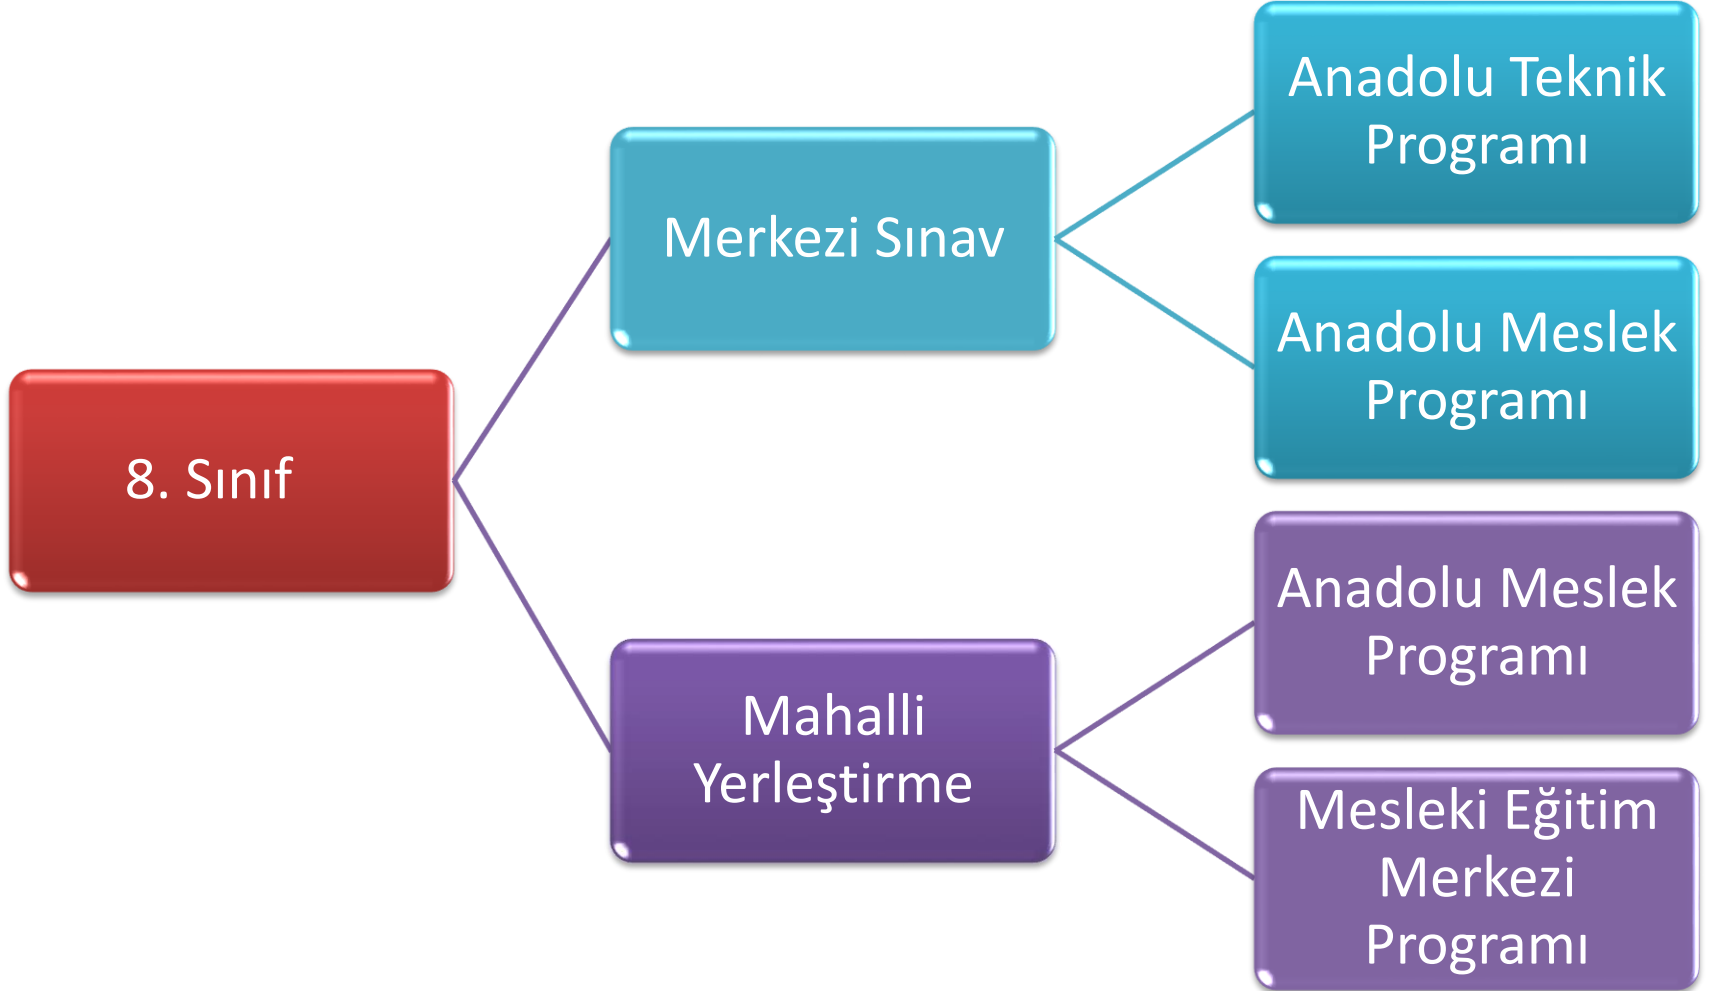 8. Sınıf
Merkezi Sınav
Anadolu Teknik
Programı
Anadolu Meslek
Programı
Mahalli
Yerleştirme
Anadolu Meslek
Programı
Mesleki Eğitim
Merkezi
Programı